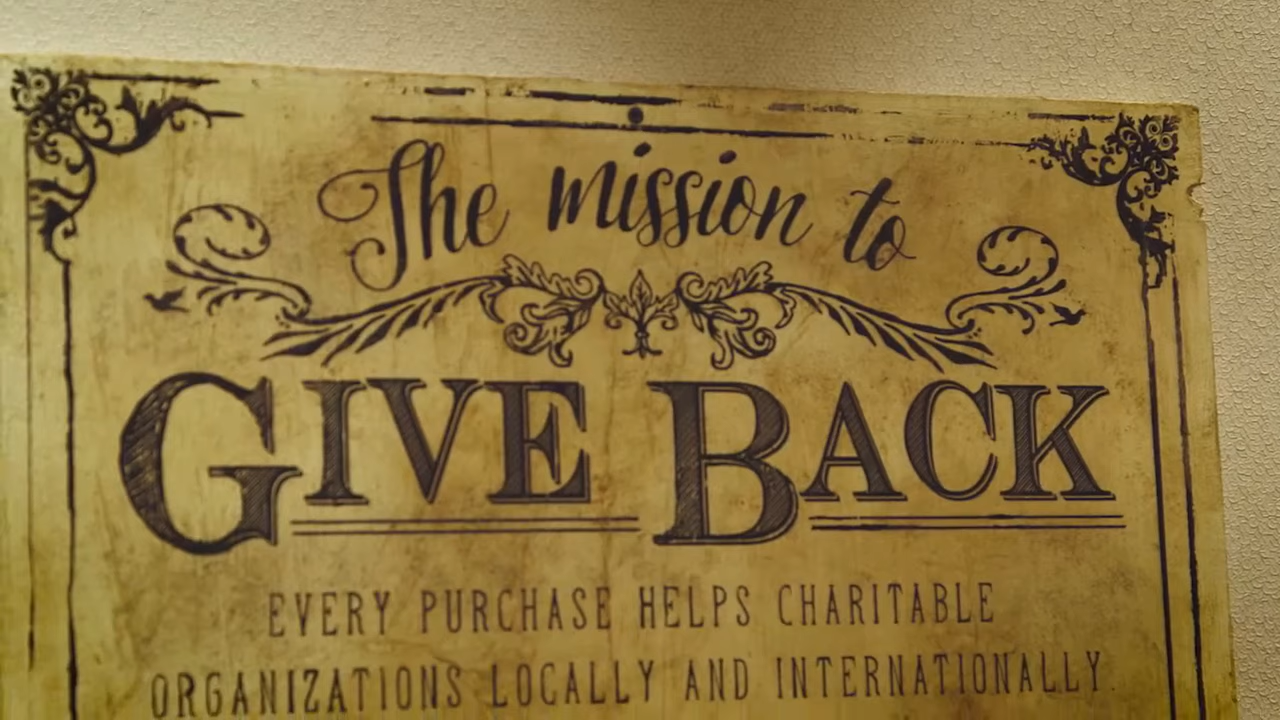 The mission to
GIVE BACK
EVERY PURCHASE HELPS CHARITABLE
ORGANIZATIONS LOCALLY AND INTERNATIONALLY.